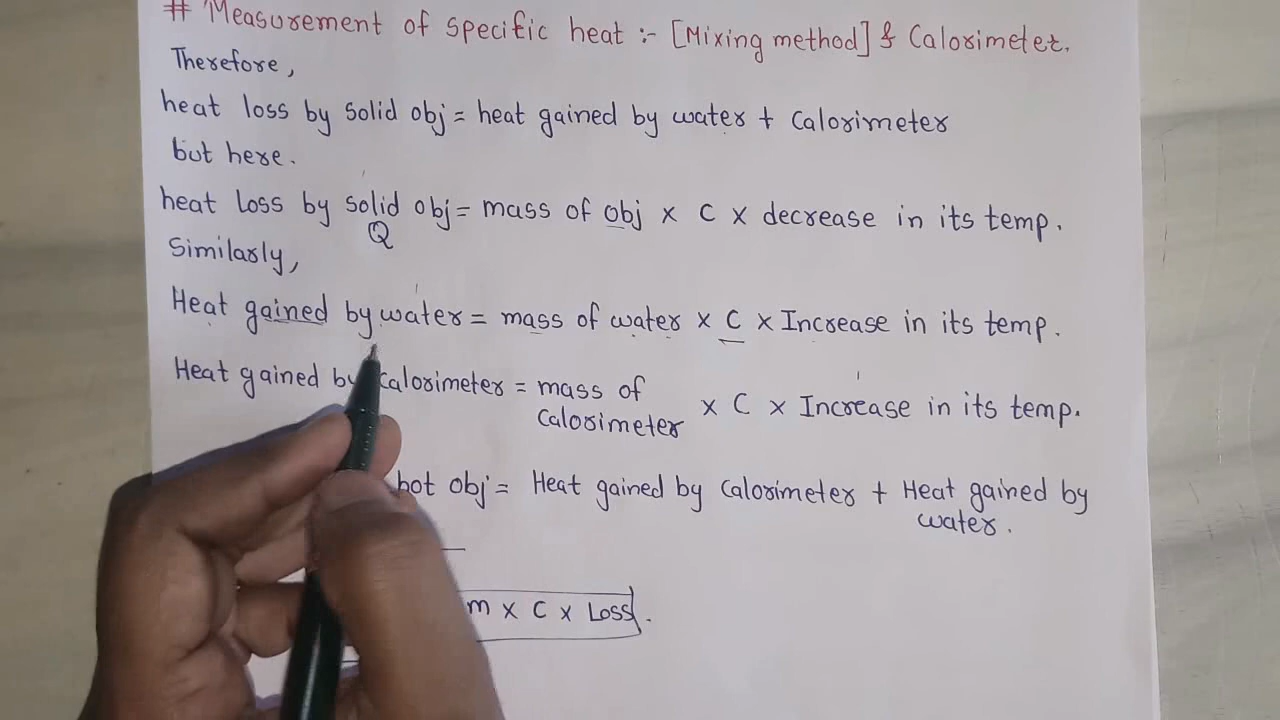 # Measurement of specific heat :- [Mixing method] & Calorimeter.
Therefore,
heat loss by solid obj = heat gained by water + Calorimeter
but here.
heat loss by solid obj = mass of obj x C x decrease in its temp.
Q
Similarly,
Heat gained by water = mass of water x C x Increase in its temp.
Heat gained by calorimeter = mass of calorimeter x C x Increase in its temp.
hot obj = Heat gained by Calorimeter + Heat gained by water.
m x C x Loss.